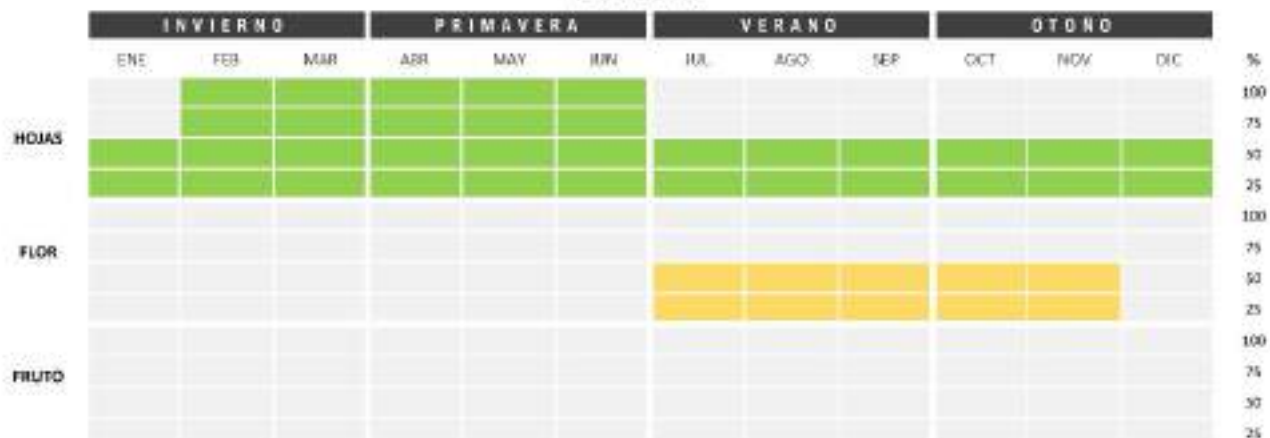 INVIERNO PRIMAVERA VERANO OTOÑO
ENE FEB MAR ABR MAY JUN JUL AGO SEP OCT NOV DIC %
100
75
HOJAS
50
25
100
FLOR 75
50
25
100
FRUTO 75
50
25